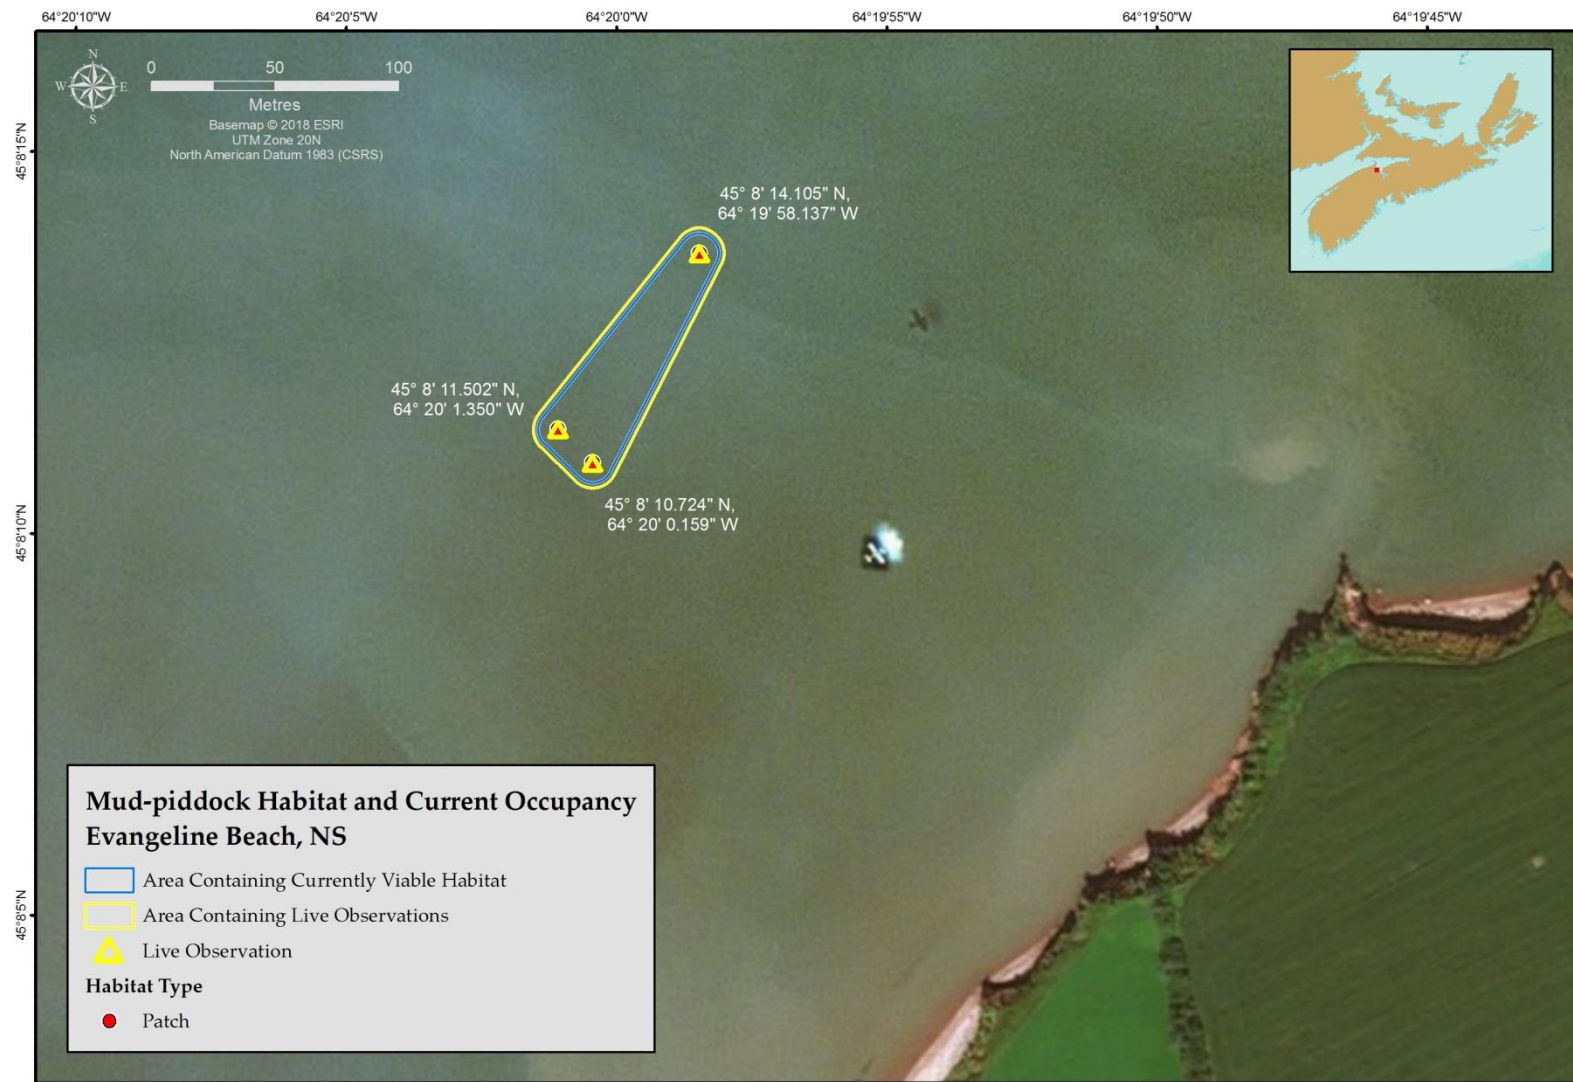 64°20'10"W 64°20'5"W 64°20'0"W 64°19'55"W 64°19'50"W 64°19'45"W
N
W E
S
0 50 100
Metres
Basemap © 2018 ESRI
UTM Zone 20N
North American Datum 1983 (CSRS)
45°8'15"N
45°8'10"N
45°8'5"N
45° 8' 14.105" N,
64° 19' 58.137" W
45° 8' 11.502" N,
64° 20' 1.350" W
45° 8' 10.724" N,
64° 20' 0.159" W
Mud-piddock Habitat and Current Occupancy
Evangeline Beach, NS
Area Containing Currently Viable Habitat
Area Containing Live Observations
Live Observation
Habitat Type
Patch